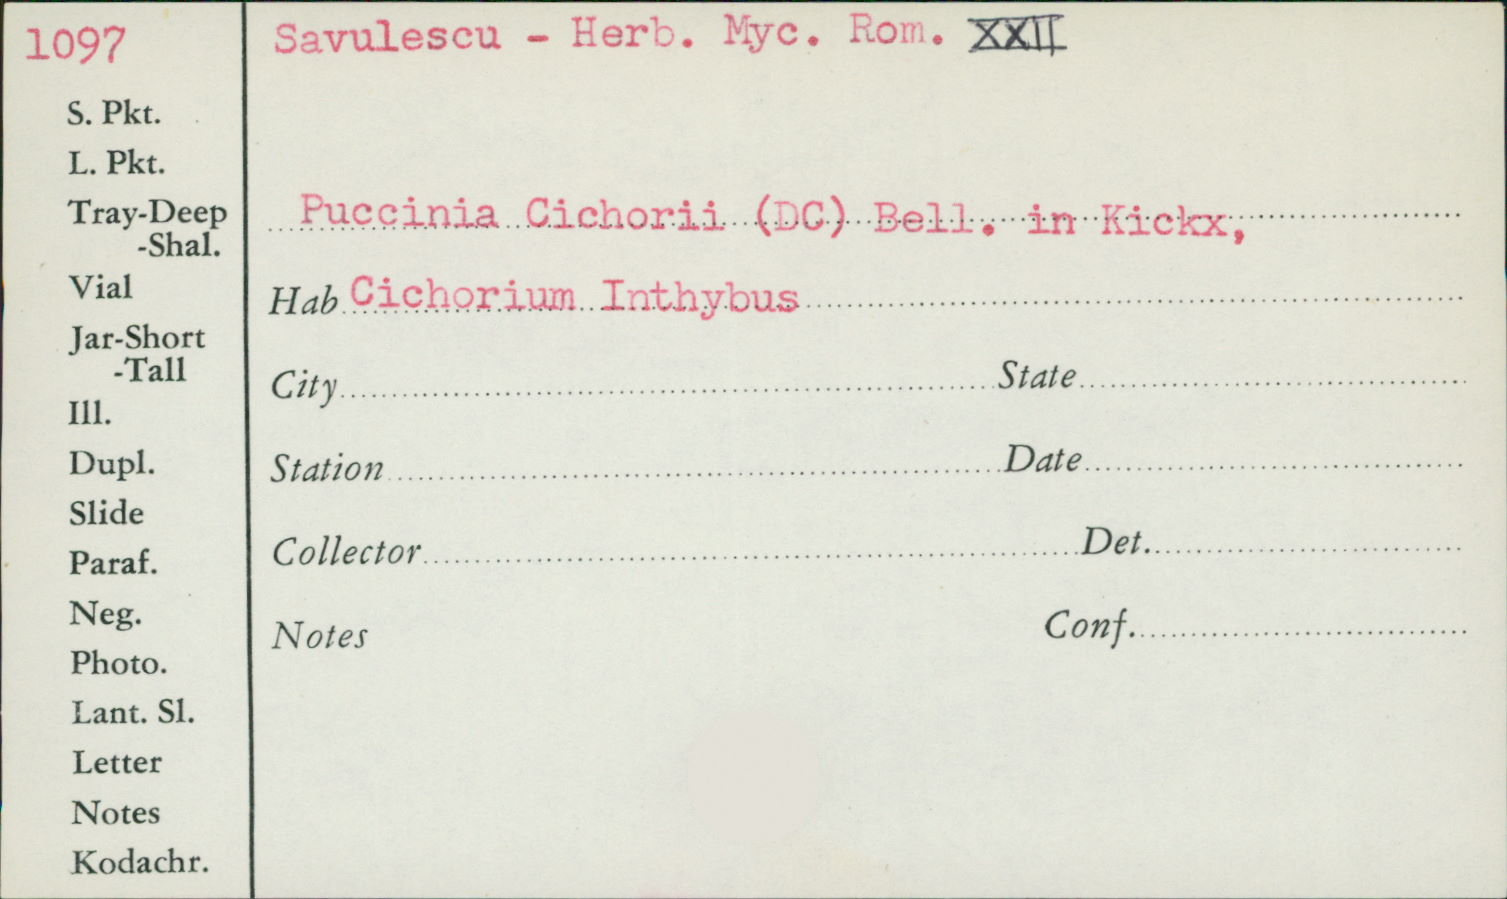 1097
Savulescu - Herb. Myc. Rom. XXII
S. Pkt.
L. Pkt.
Tray-Deep
-Shal.
Vial
Jar-Short
-Tall
Ill.
Dupl.
Slide
Paraf.
Neg.
Photo.
Lant. Sl.
Letter
Notes
Kodachr.
Puccinia Cichorii (DC) Bell. in Kickx,
Hab Cichorium Inthybus
City State
Station Date
Collector Det.
Notes Conf.